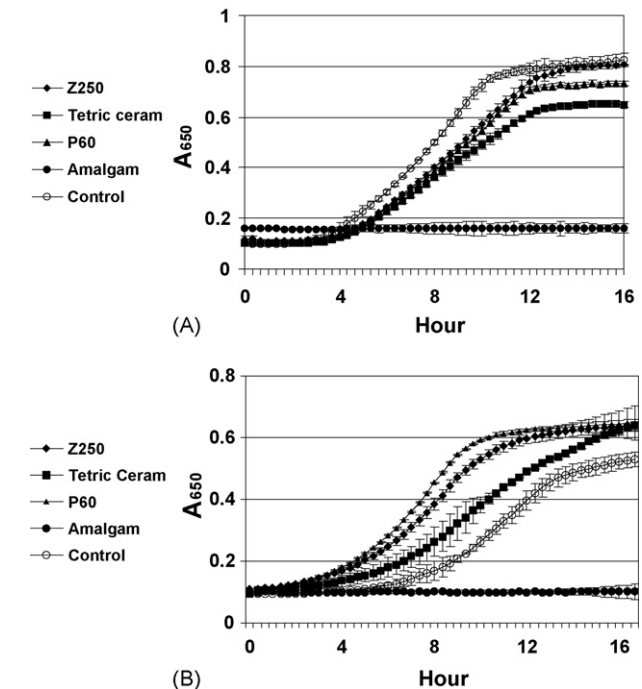 1
Z250
0.8
Tetric ceram
0.6
P60
A650
0.4
Amalgam
Control
0.2
0
0 4 8 12 16
(A) Hour
0.8
Z250
0.6
Tetric Ceram
P60
A650
0.4
Amalgam
0.2
Control
0
0 4 8 12 16
(B) Hour